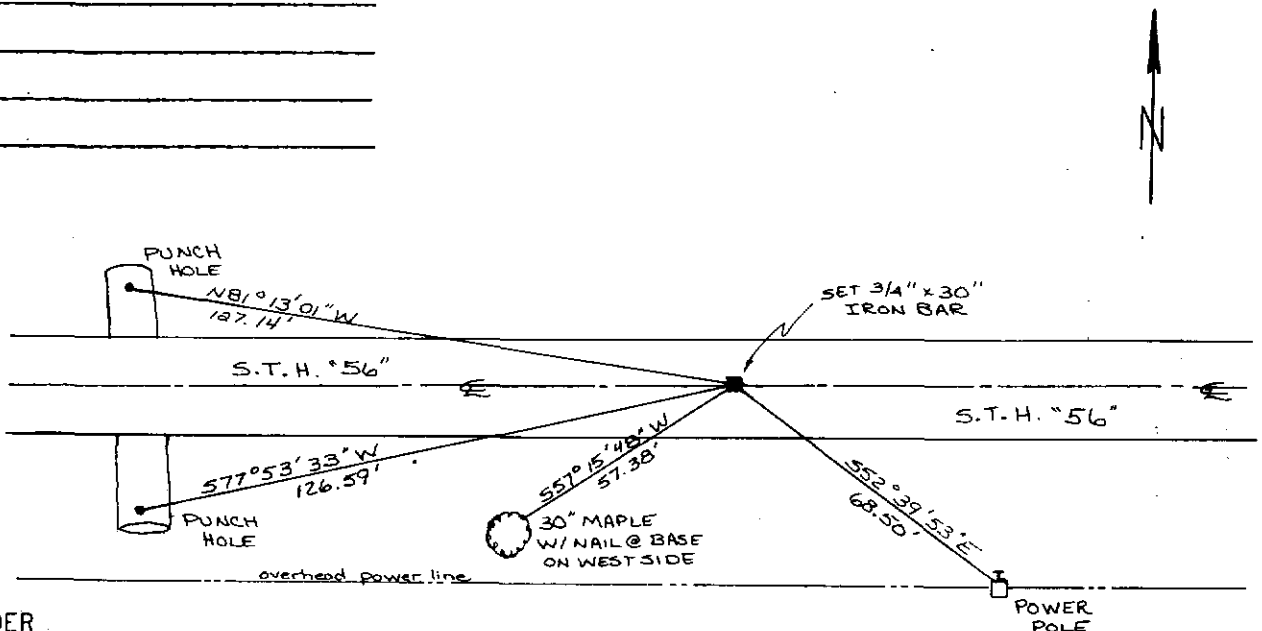 N
PUNCH
HOLE
N81°13'01"W
127.14'
SET 3/4" x 30"
IRON BAR
S.T.H. "56"
℄
℄
S.T.H. "56"
S77°53'33"W
126.59'
S57°15'48"W
57.38'
S52°39'53"E
68.50'
PUNCH
HOLE
30" MAPLE
W/ NAIL @ BASE
ON WEST SIDE
overhead power line
POWER
POLE
DER